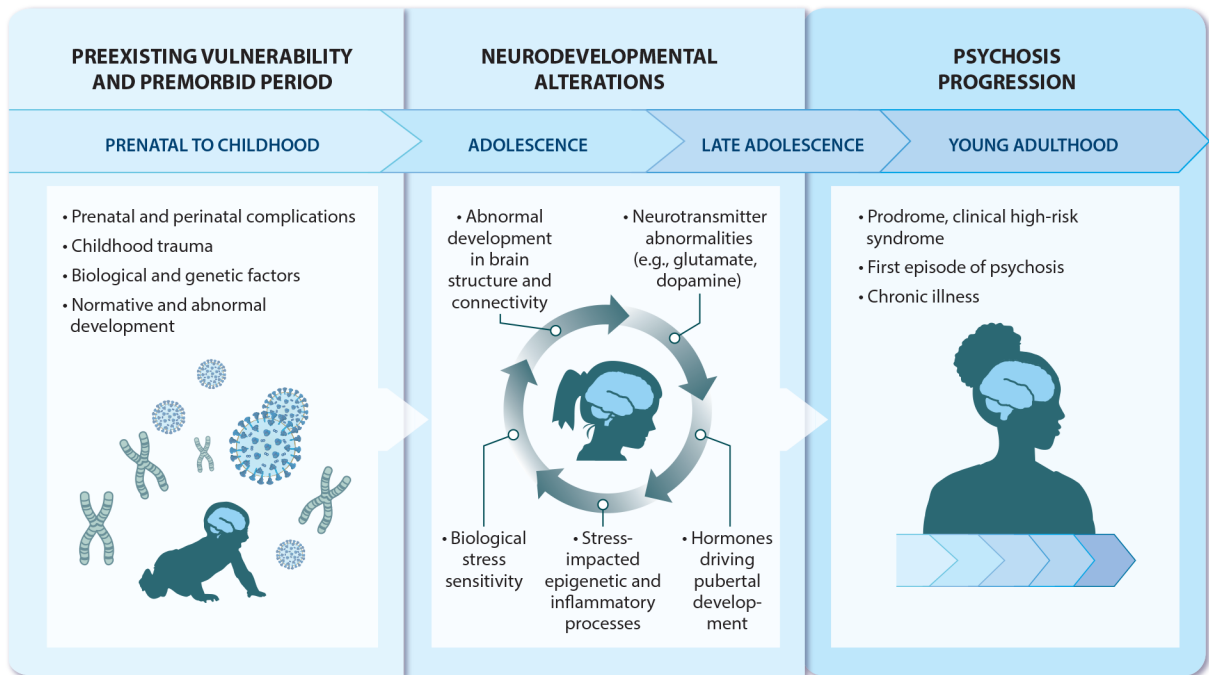 PREEXISTING VULNERABILITY
AND PREMORBID PERIOD
NEURODEVELOPMENTAL
ALTERATIONS
PSYCHOSIS
PROGRESSION
PRENATAL TO CHILDHOOD
ADOLESCENCE
LATE ADOLESCENCE
YOUNG ADULTHOOD
• Prenatal and perinatal complications
• Childhood trauma
• Biological and genetic factors
• Normative and abnormal
development
• Abnormal
development
in brain
structure and
connectivity
• Neurotransmitter
abnormalities
(e.g., glutamate,
dopamine)
• Biological
stress
sensitivity
• Stress-
impacted
epigenetic and
inflammatory
processes
• Hormones
driving
pubertal
develop-
ment
• Prodrome, clinical high-risk
syndrome
• First episode of psychosis
• Chronic illness